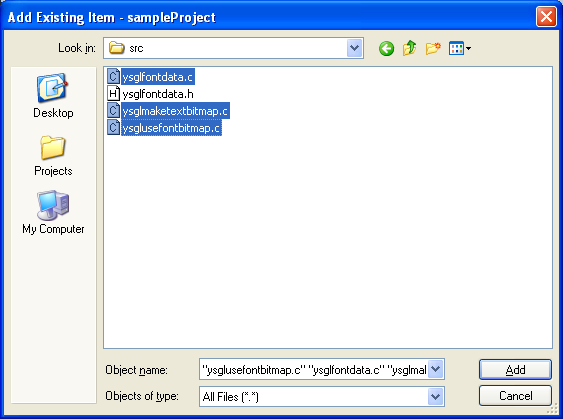 Add Existing Item - sampleProject
Look in: src
Desktop
Projects
My Computer
C ysglfontdata.c
H ysglfontdata.h
C ysglmaketextbitmap.c
C ysglusefontbitmap.c
Object name: "ysglusefontbitmap.c" "ysglfontdata.c" "ysglmal
Add
Objects of type: All Files (*.*)
Cancel